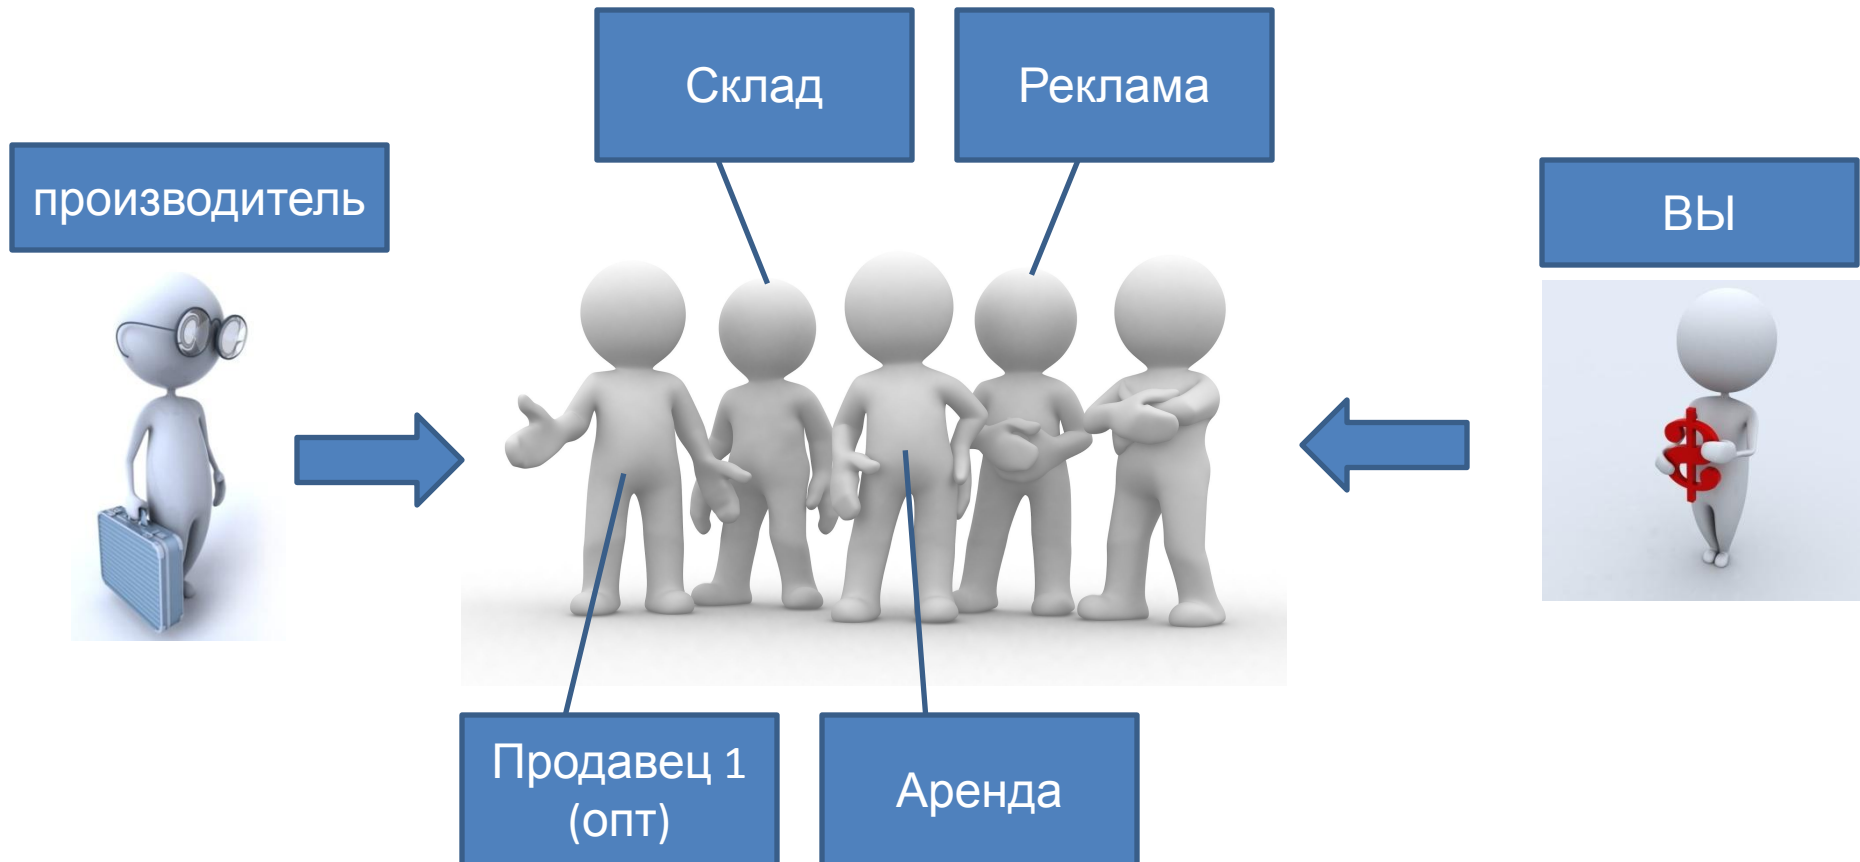 Склад
Реклама
производитель
ВЫ
Продавец 1
(опт)
Аренда